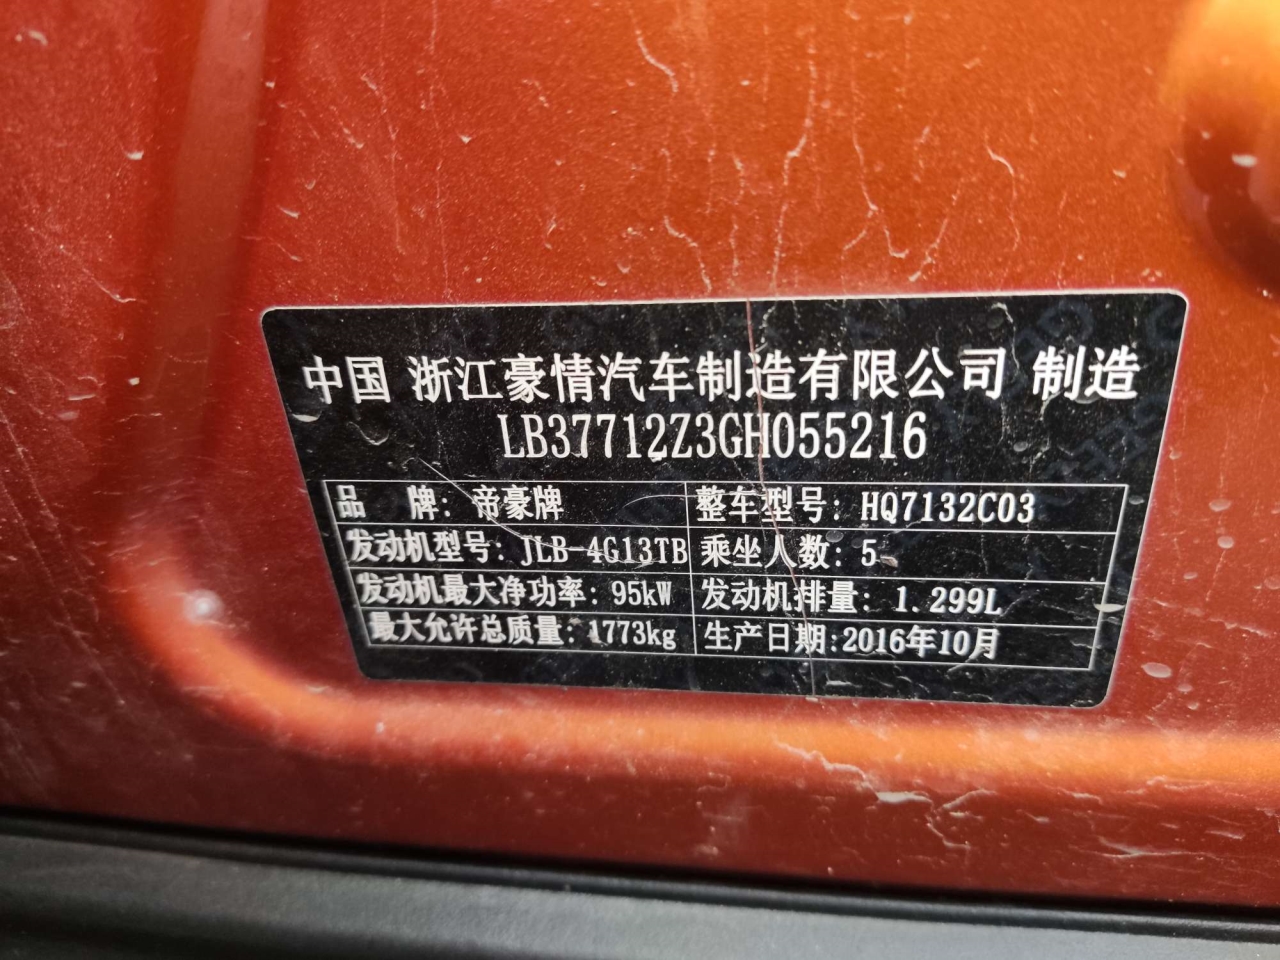 中国 浙江豪情汽车制造有限公司 制造
LB37712Z3GH055216
品 牌: 帝豪牌 整车型号: HQ7132C03
发动机型号: JLB-4G13TB 乘坐人数: 5
发动机最大净功率: 95kW 发动机排量: 1.299L
最大允许总质量: 1773kg 生产日期:2016年10月